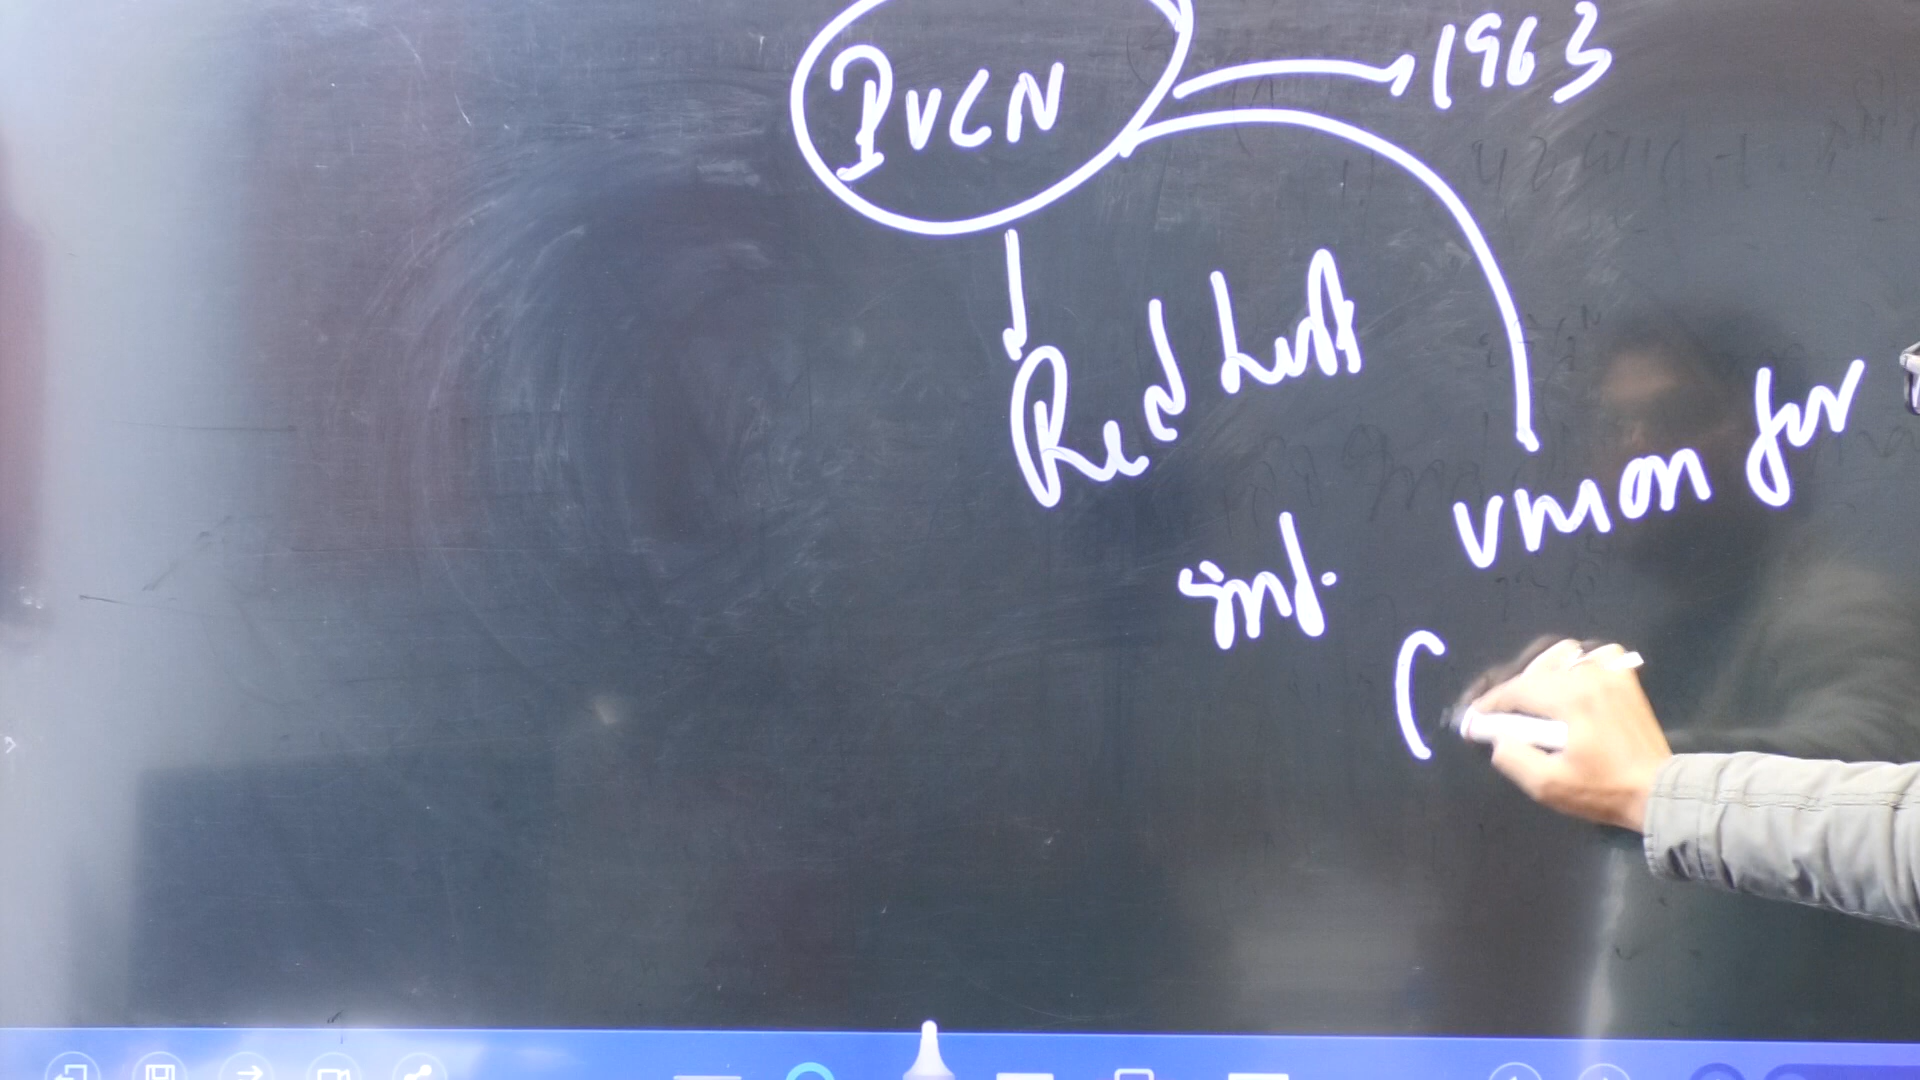 IUCN → 1963
Red List
int. union for
(